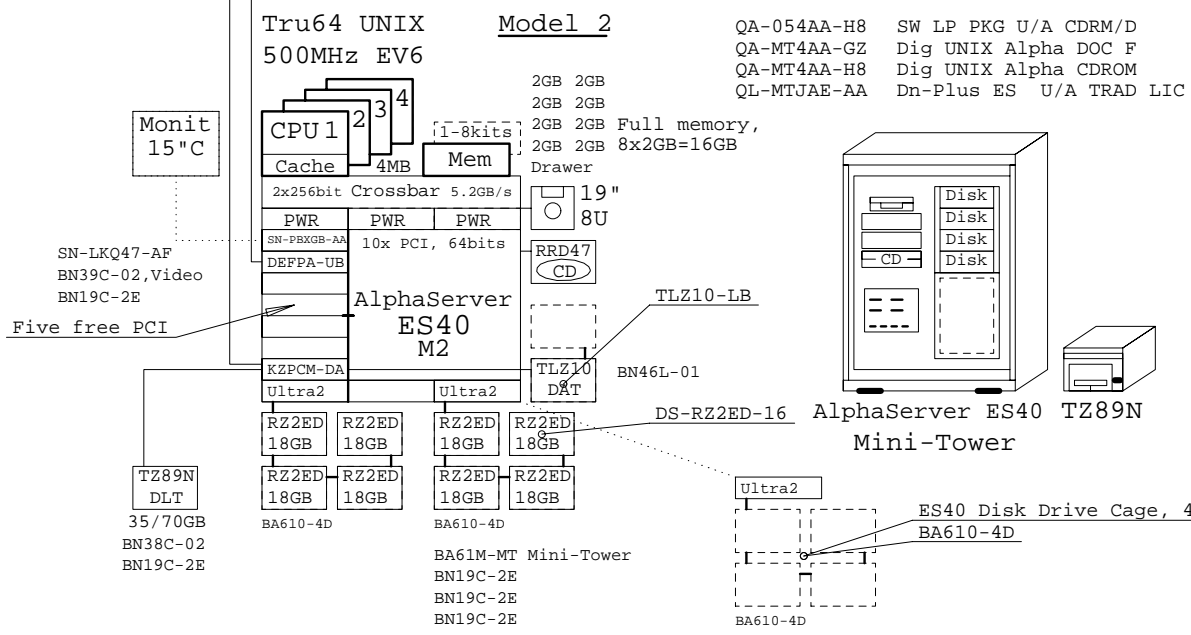 Tru64 UNIX
Model 2
500MHz EV6
QA-054AA-H8 SW LP PKG U/A CDRM/D
QA-MT4AA-GZ Dig UNIX Alpha DOC F
QA-MT4AA-H8 Dig UNIX Alpha CDROM
QL-MTJAE-AA Dn-Plus ES U/A TRAD LIC
Monit
15"C
CPU 1
2
3
4
Cache
4MB
1-8kits
Mem
2GB 2GB
2GB 2GB
2GB 2GB Full memory,
2GB 2GB 8x2GB=16GB
Drawer
2x256bit Crossbar 5.2GB/s
19"
8U
PWR
PWR
PWR
SN-PBXGB-AA
10x PCI, 64bits
DEFPA-UB
RRD47
CD
SN-LKQ47-AF
BN39C-02,Video
BN19C-2E
Five free PCI
AlphaServer
ES40
M2
TLZ10-LB
KZPCM-DA
Ultra2
Ultra2
TLZ10
DAT
BN46L-01
DS-RZ2ED-16
RZ2ED
18GB
RZ2ED
18GB
RZ2ED
18GB
RZ2ED
18GB
RZ2ED
18GB
RZ2ED
18GB
RZ2ED
18GB
RZ2ED
18GB
TZ89N
DLT
35/70GB
BN38C-02
BN19C-2E
BA610-4D
BA610-4D
BA61M-MT Mini-Tower
BN19C-2E
BN19C-2E
BN19C-2E
Disk
Disk
Disk
Disk
CD
AlphaServer ES40
Mini-Tower
TZ89N
Ultra2
ES40 Disk Drive Cage, 4
BA610-4D
BA610-4D